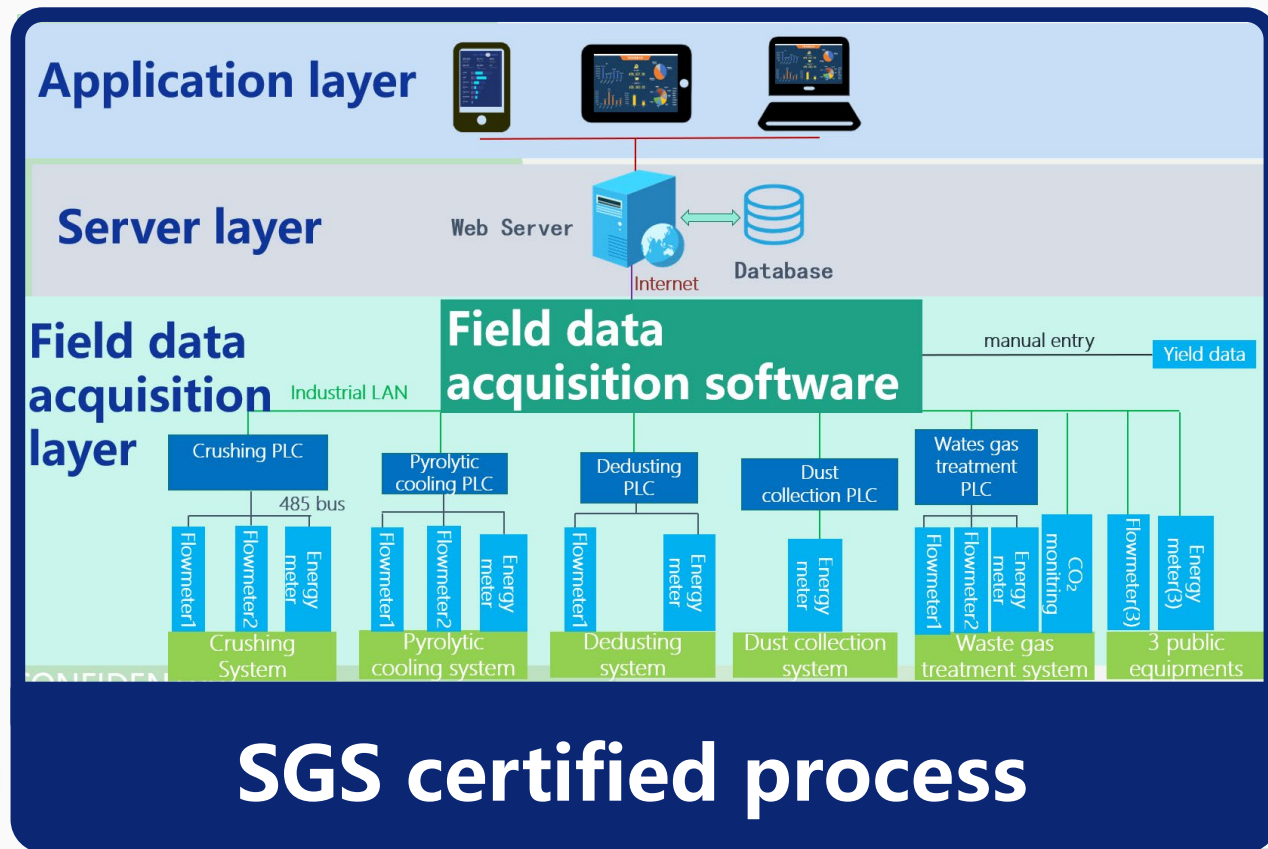 Application layer
Server layer
Web Server
Database
Internet
Field data
acquisition
layer
Field data
acquisition software
manual entry
Yield data
Industrial LAN
Crushing PLC
Pyrolytic
cooling PLC
Dedusting
PLC
Dust
collection PLC
Wates gas
treatment
PLC
485 bus
Flowmeter1
Flowmeter2
Energy
meter
Flowmeter1
Flowmeter2
Energy
meter
Flowmeter1
Energy
meter
Energy
meter
Flowmeter1
Flowmeter2
Energy
meter
CO₂
monitring
Flowmeter(3)
Energy
meter(3)
Crushing
System
Pyrolytic
cooling system
Dedusting
system
Dust collection
system
Waste gas
treatment system
3 public
equipments
SGS certified process